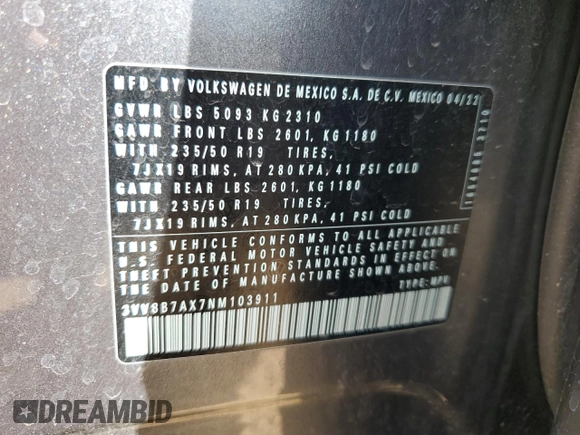 MFD BY VOLKSWAGEN DE MEXICO S.A. DE C.V. MEXICO 04/22
GVWR LBS 5093 KG 2310
GAWR FRONT LBS 2601, KG 1180
WITH 235/50 R19 TIRES,
7JX19 RIMS, AT 280 KPA, 41 PSI COLD
GAWR REAR LBS 2601, KG 1180
WITH 235/50 R19 TIRES,
7JX19 RIMS, AT 280 KPA, 41 PSI COLD
THIS VEHICLE CONFORMS TO ALL APPLICABLE
U.S. FEDERAL MOTOR VEHICLE SAFETY AND
THEFT PREVENTION STANDARDS IN EFFECT ON
THE DATE OF MANUFACTURE SHOWN ABOVE.
3VV8B7AX7NM103911 TYPE: MPV
DREAMBID